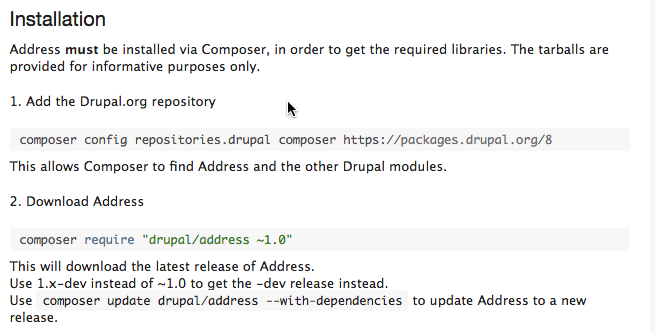 Installation
Address must be installed via Composer, in order to get the required libraries. The tarballs are
provided for informative purposes only.
1. Add the Drupal.org repository
composer config repositories.drupal composer https://packages.drupal.org/8
This allows Composer to find Address and the other Drupal modules.
2. Download Address
composer require "drupal/address ~1.0"
This will download the latest release of Address.
Use 1.x-dev instead of ~1.0 to get the -dev release instead.
Use composer update drupal/address --with-dependencies to update Address to a new
release.